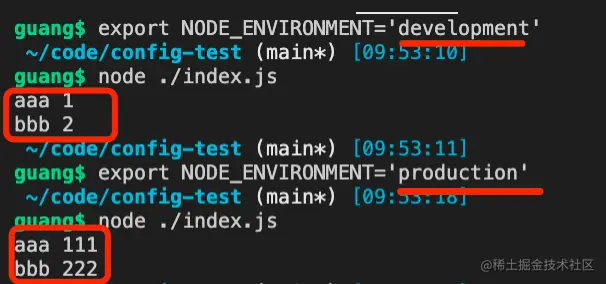 guang$ export NODE_ENVIRONMENT='development'
~/code/config-test (main*) [09:53:10]
guang$ node ./index.js
aaa 1
bbb 2
~/code/config-test (main*) [09:53:11]
guang$ export NODE_ENVIRONMENT='production'
~/code/config-test (main*) [09:53:18]
guang$ node ./index.js
aaa 111
bbb 222
@稀土掘金技术社区